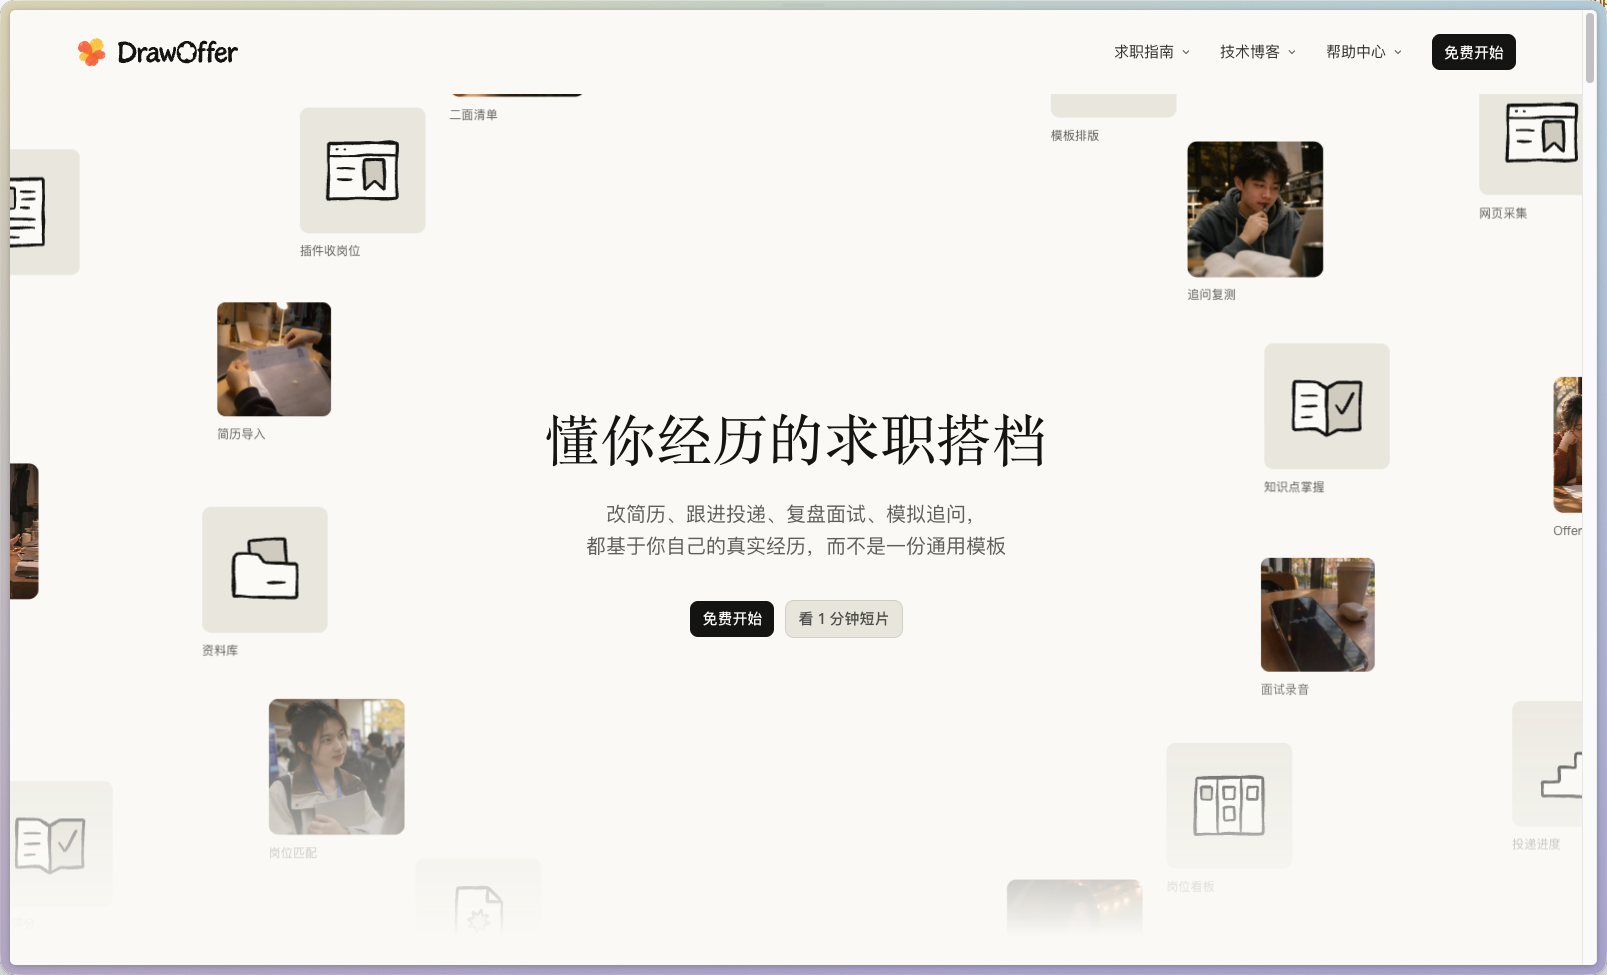 DrawOffer
求职指南
技术博客
帮助中心
免费开始
二面清单
模板排版
插件收岗位
网页采集
追问复测
简历导入
知识点掌握
Offer
懂你经历的求职搭档
改简历、跟进投递、复盘面试、模拟追问，
都基于你自己的真实经历，而不是一份通用模板
免费开始
看 1 分钟短片
资料库
面试录音
岗位匹配
投递进度
岗位看板